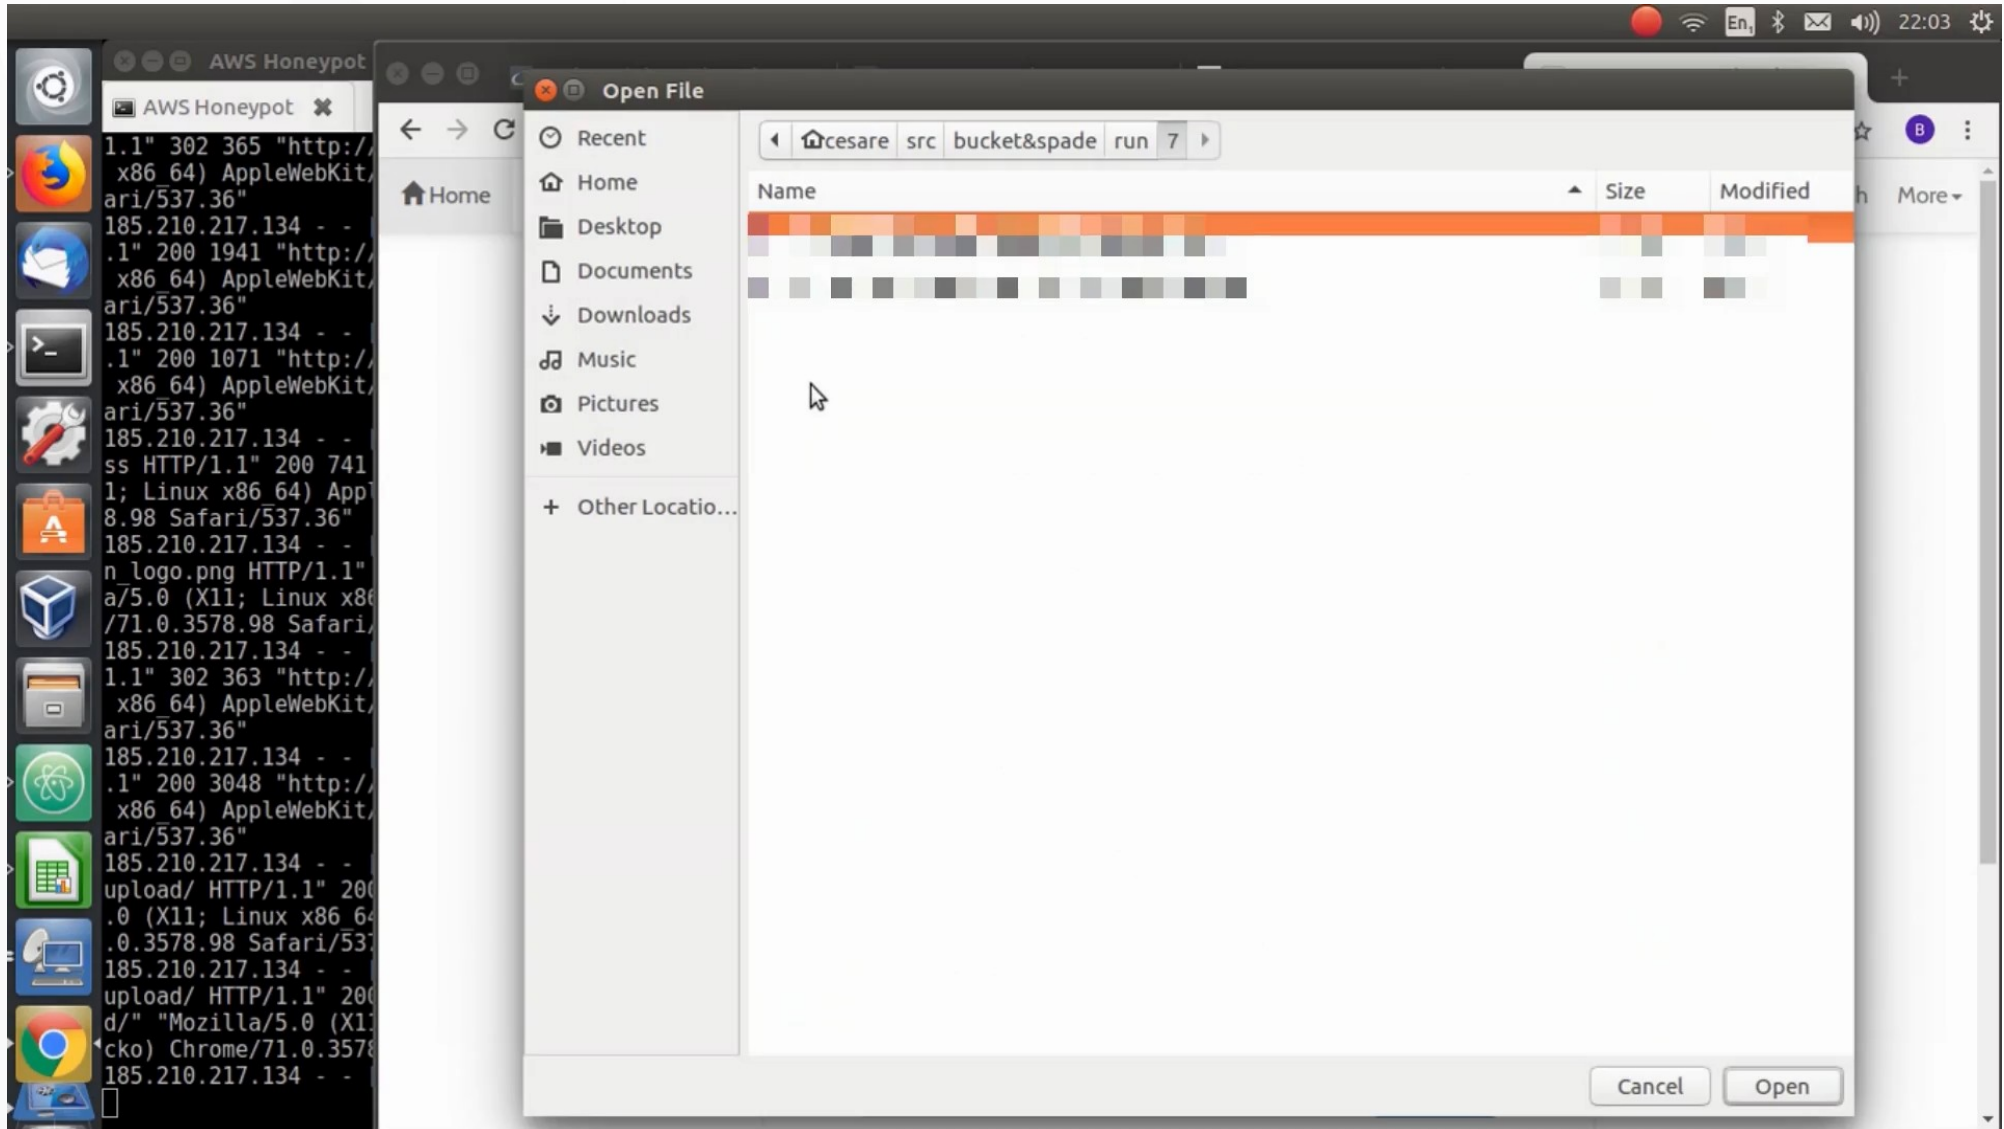 En₁ 22:03
AWS Honeypot
AWS Honeypot
1.1" 302 365 "http:/
x86_64) AppleWebKit/
ari/537.36"
185.210.217.134 - -
.1" 200 1941 "http:/
x86_64) AppleWebKit/
ari/537.36"
185.210.217.134 - -
.1" 200 1071 "http:/
x86_64) AppleWebKit/
ari/537.36"
185.210.217.134 - -
ss HTTP/1.1" 200 741
1; Linux x86_64) Appl
8.98 Safari/537.36"
185.210.217.134 - -
n_logo.png HTTP/1.1"
a/5.0 (X11; Linux x86
/71.0.3578.98 Safari/
185.210.217.134 - -
1.1" 302 363 "http:/
x86_64) AppleWebKit/
ari/537.36"
185.210.217.134 - -
.1" 200 3048 "http:/
x86_64) AppleWebKit/
ari/537.36"
185.210.217.134 - -
upload/ HTTP/1.1" 200
.0 (X11; Linux x86_64
.0.3578.98 Safari/537
185.210.217.134 - -
upload/ HTTP/1.1" 200
d/" "Mozilla/5.0 (X11
cko) Chrome/71.0.3578
185.210.217.134 - -
Home
B
More
Open File
Recent
Home
Desktop
Documents
Downloads
Music
Pictures
Videos
+ Other Locatio...
cesare src bucket&spade run 7
Name Size Modified
Cancel Open